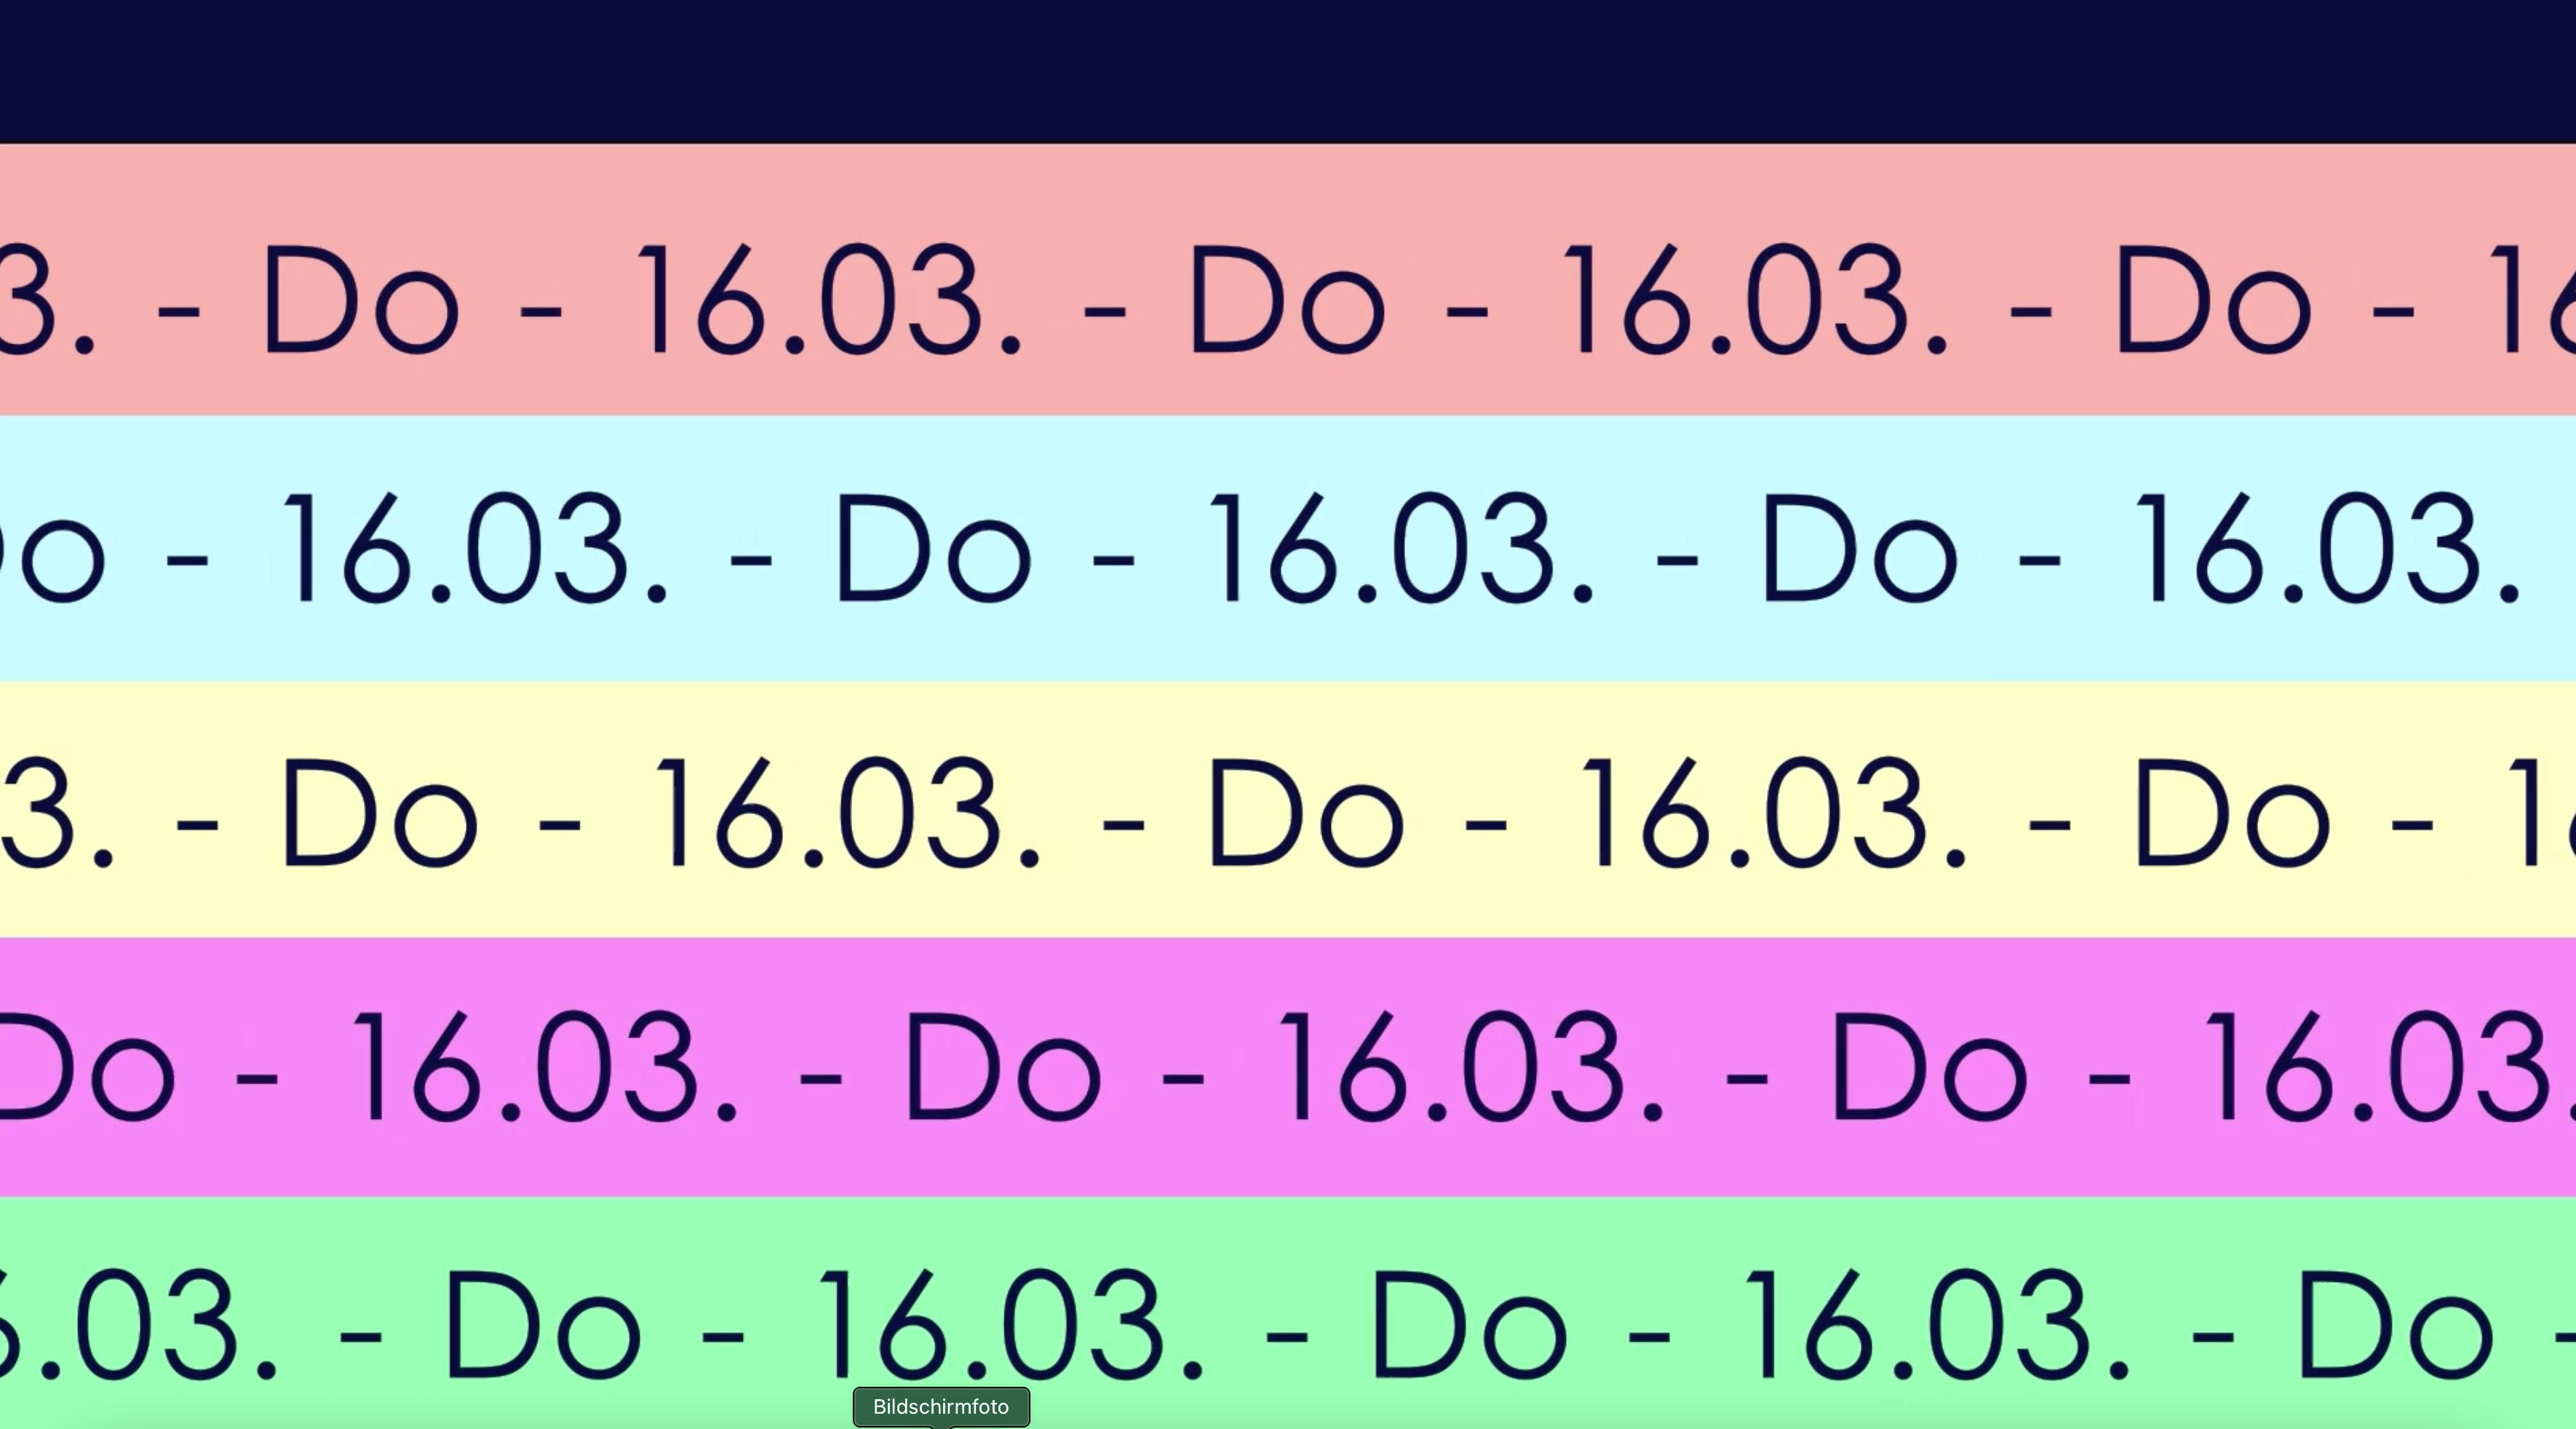 3. - Do - 16.03. - Do - 16.03. - Do - 16
Do - 16.03. - Do - 16.03. - Do - 16.03.
3. - Do - 16.03. - Do - 16.03. - Do - 16
Do - 16.03. - Do - 16.03. - Do - 16.03.
6.03. - Do - 16.03. - Do - 16.03. - Do -
Bildschirmfoto